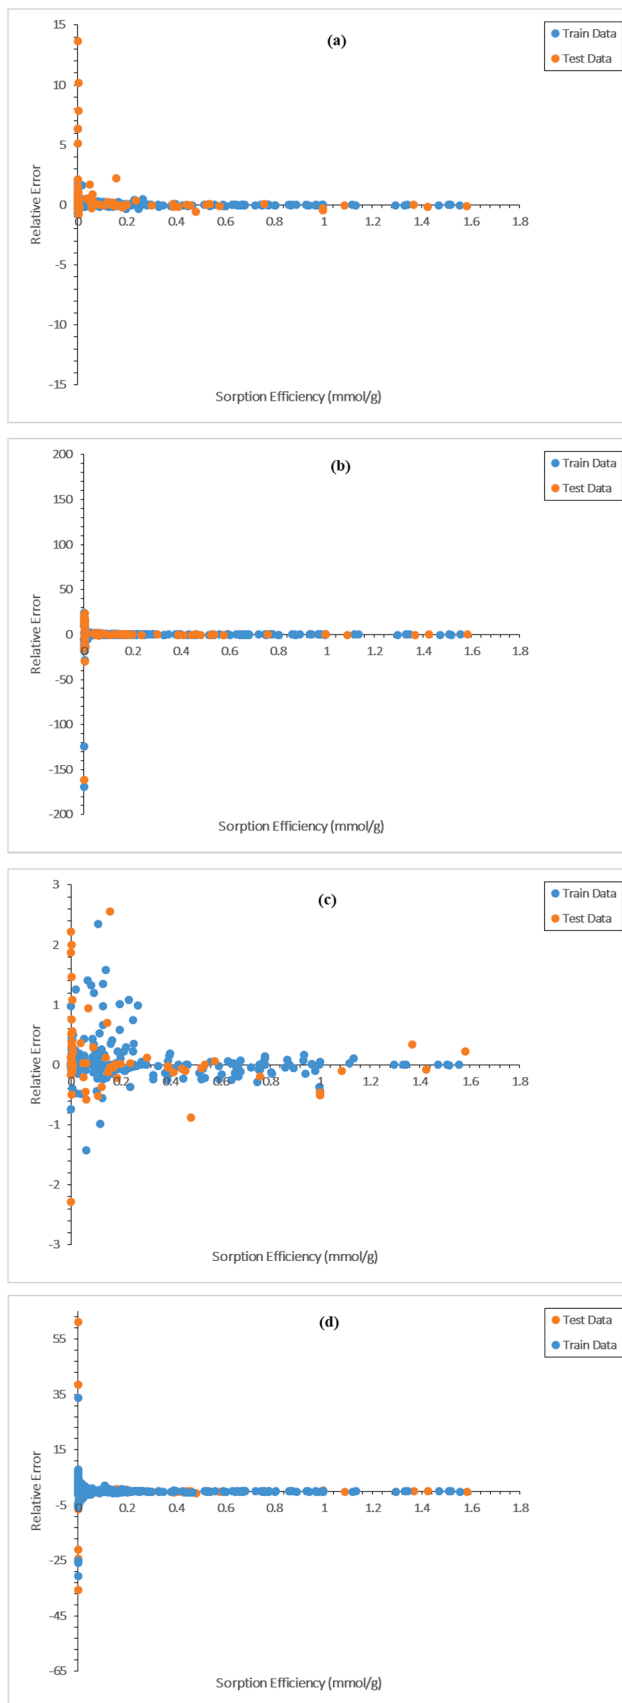 15
(a)
Train Data
Test Data
10
5
Relative Error
0
0 0.2 0.4 0.6 0.8 1 1.2 1.4 1.6 1.8
-5
-10
-15
Sorption Efficiency (mmol/g)
200
(b)
Train Data
Test Data
150
100
50
Relative Error
0
0 0.2 0.4 0.6 0.8 1 1.2 1.4 1.6 1.8
-50
-100
-150
-200
Sorption Efficiency (mmol/g)
3
(c)
Train Data
Test Data
2
1
Relative Error
0
0 0.2 0.4 0.6 0.8 1 1.2 1.4 1.6 1.8
-1
-2
-3
Sorption Efficiency (mmol/g)
(d)
Test Data
Train Data
55
35
15
Relative Error
-5
0 0.2 0.4 0.6 0.8 1 1.2 1.4 1.6 1.8
-25
-45
-65
Sorption Efficiency (mmol/g)